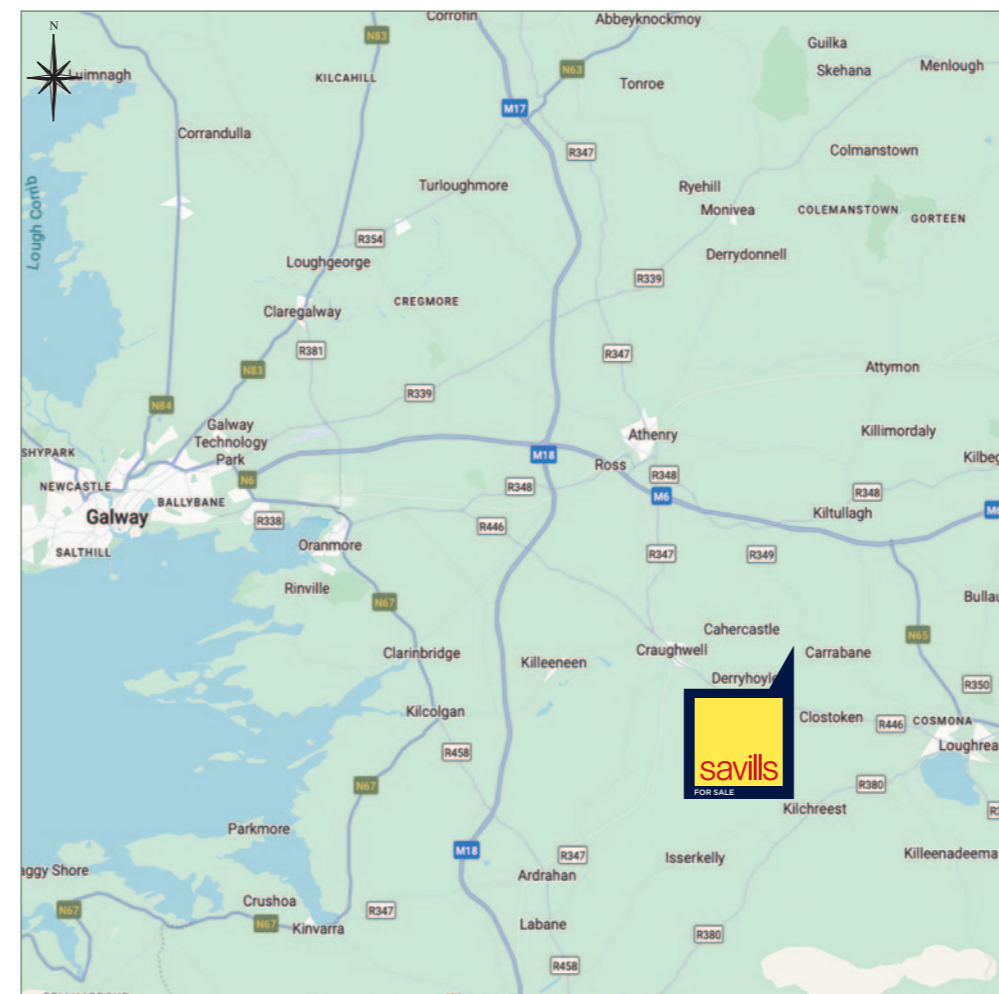 N
Corrofin
Abbeyknockmoy
N83
Guilka
Luimnagh
KILCAHILL
N63
Skehana
Menlough
Tonroe
M17
Corrandulla
R347
Colmanstown
Turloughmore
Ryehill
Lough Corrib
Monivea
COLEMANSTOWN
GORTEEN
R354
Loughgeorge
Derrydonnell
R339
CREGMORE
Claregalway
R381
R347
N83
Attymon
R339
N84
Galway
Technology
Park
Athenry
Killimordaly
SHYPARK
M18
Ross
Kilbeg
N6
R348
R348
R348
NEWCASTLE
BALLYBANE
M6
M6
Galway
R338
R446
Kiltullagh
SALTHILL
Oranmore
R347
R349
Rinville
N67
Bullau
Cahercastle
N65
Clarinbridge
Killeeneen
Craughwell
Carrabane
Derryhoyle
R350
Kilcolgan
Clostoken
R446
COSMONA
R458
Loughrea
savills
FOR SALE
N67
R380
Kilchreest
Parkmore
M18
R347
Isserkelly
Killeenadeema
aggy Shore
Ardrahan
Crushoa
N67
R347
N67
Kinvarra
Labane
R380
R458